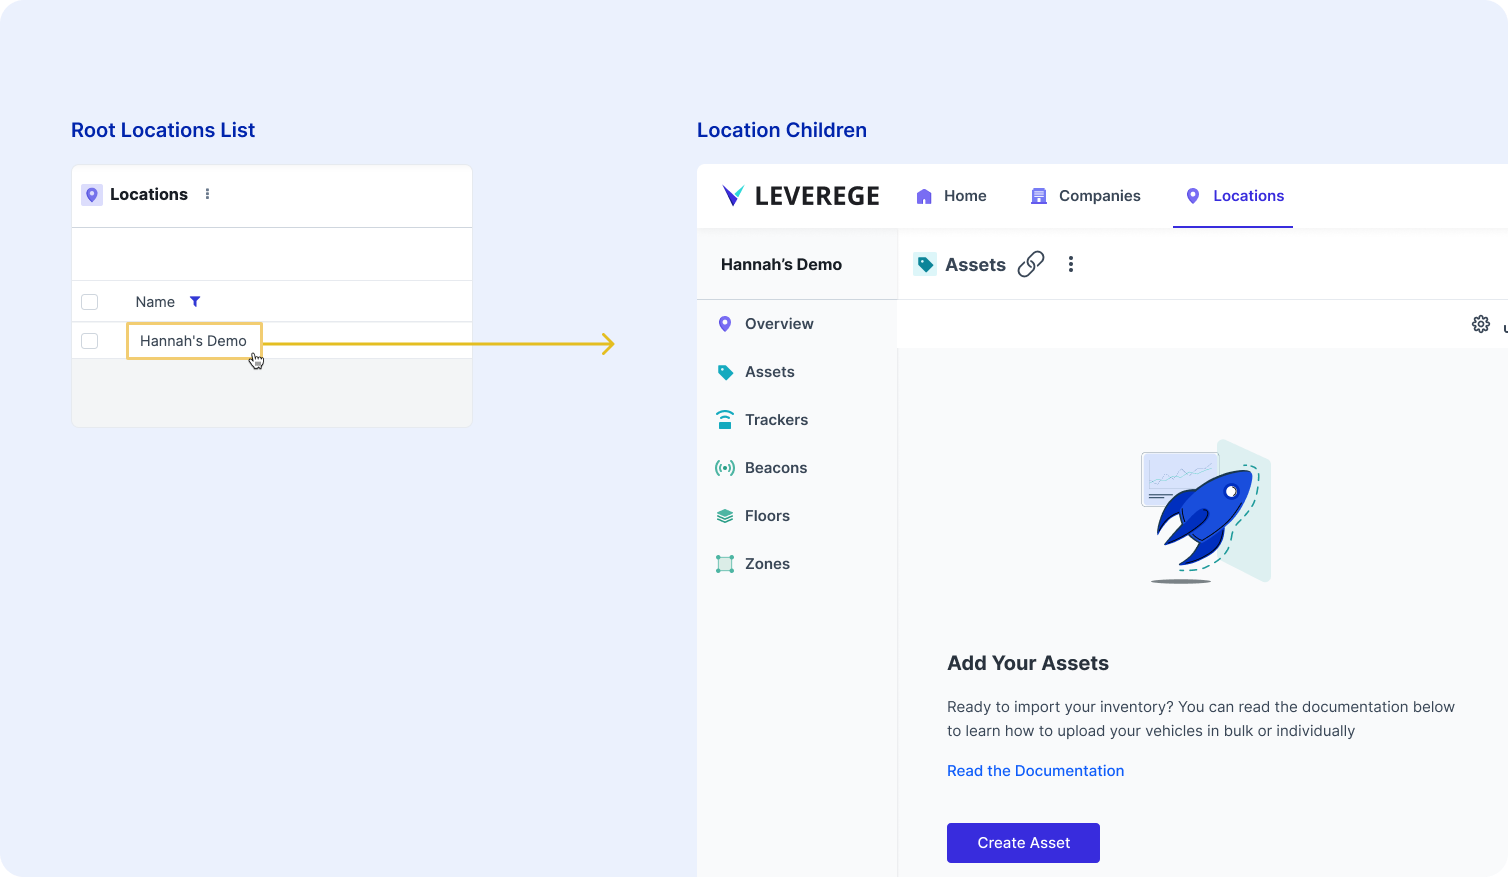 Root Locations List
Locations
Name
Hannah's Demo
Location Children
LEVEREGE
Home
Companies
Locations
Hannah’s Demo
Overview
Assets
Trackers
Beacons
Floors
Zones
Assets
Add Your Assets
Ready to import your inventory? You can read the documentation below
to learn how to upload your vehicles in bulk or individually
Read the Documentation
Create Asset